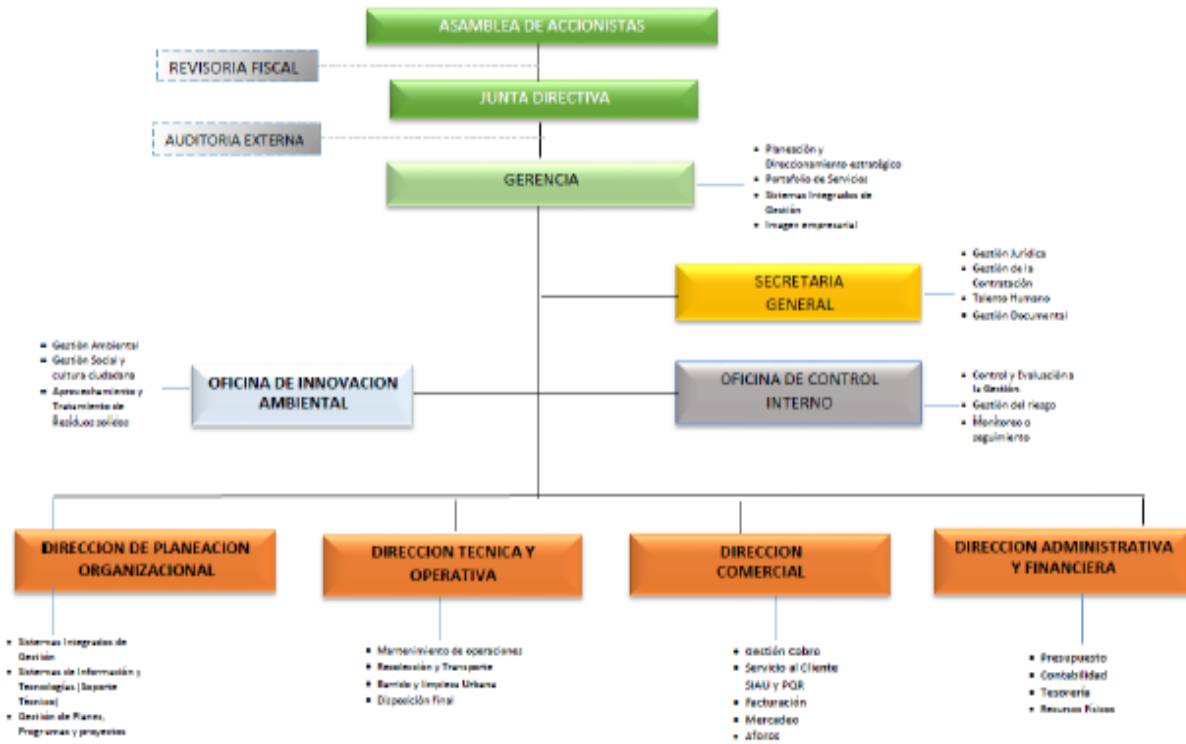 ASAMBLEA DE ACCIONISTAS
REVISORIA FISCAL
JUNTA DIRECTIVA
AUDITORIA EXTERNA
GERENCIA
Planeación y
Direccionamiento estratégico
Portafolio de Servicios
Sistemas Integrados de
Gestión
Imagen empresarial
SECRETARIA
GENERAL
Gestión Jurídica
Gestión de la
Contratación
Talento Humano
Gestión Documental
Gestión Ambiental
Gestión Social y
cultura ciudadana
Aprovechamiento y
Tratamiento de
Residuos solidos
OFICINA DE INNOVACION
AMBIENTAL
OFICINA DE CONTROL
INTERNO
Control y Evaluación a
la Gestión.
Gestión del riesgo
Monitoreo o
seguimiento
DIRECCION DE PLANEACION
ORGANIZACIONAL
DIRECCION TECNICA Y
OPERATIVA
DIRECCION
COMERCIAL
DIRECCION ADMINISTRATIVA
Y FINANCIERA
Sistemas Integrados de
Gestión
Sistemas de Información y
Tecnologías (Soporte
Técnico)
Gestión de Planes,
Programas y proyectos
Mantenimiento de operaciones
Recolección y Transporte
Barrido y limpieza Urbana
Disposición Final
Gestión Cobro
Servicio al Cliente
SIAU y PQR
Facturación
Mercadeo
Aforos
Presupuesto
Contabilidad
Tesorería
Recursos Físicos